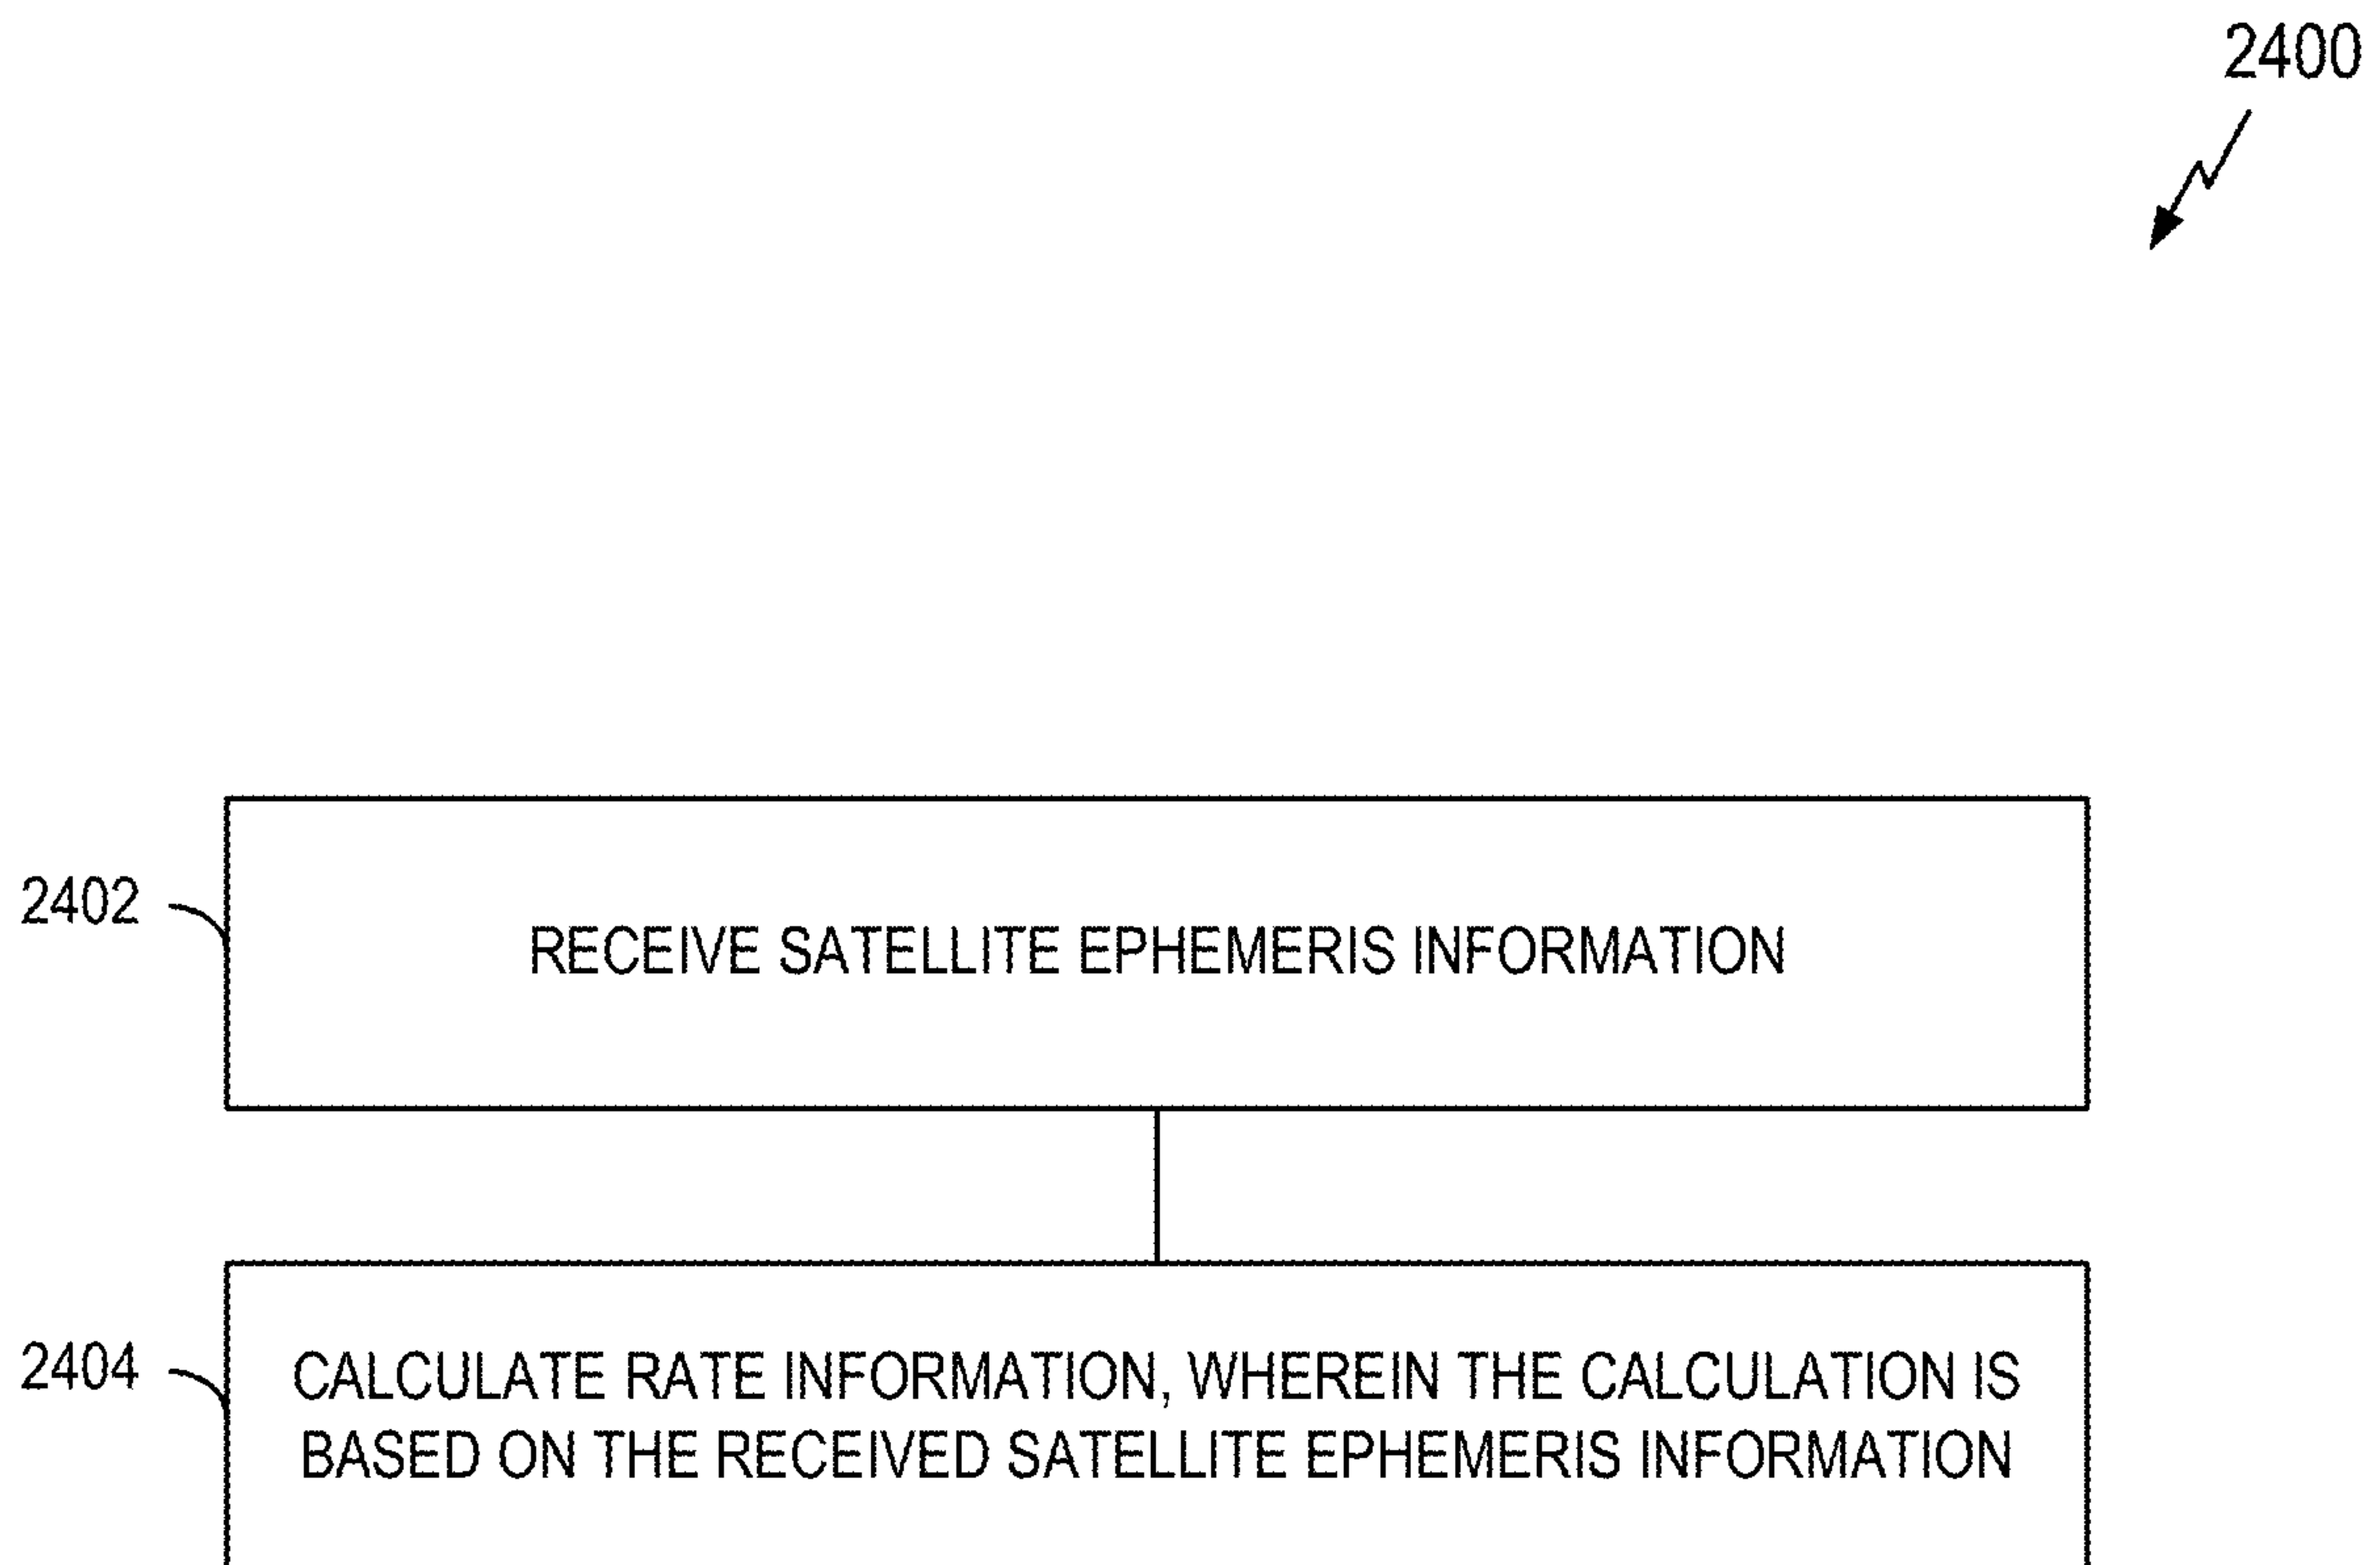 2400
2402
RECEIVE SATELLITE EPHEMERIS INFORMATION
2404
CALCULATE RATE INFORMATION, WHEREIN THE CALCULATION IS
BASED ON THE RECEIVED SATELLITE EPHEMERIS INFORMATION